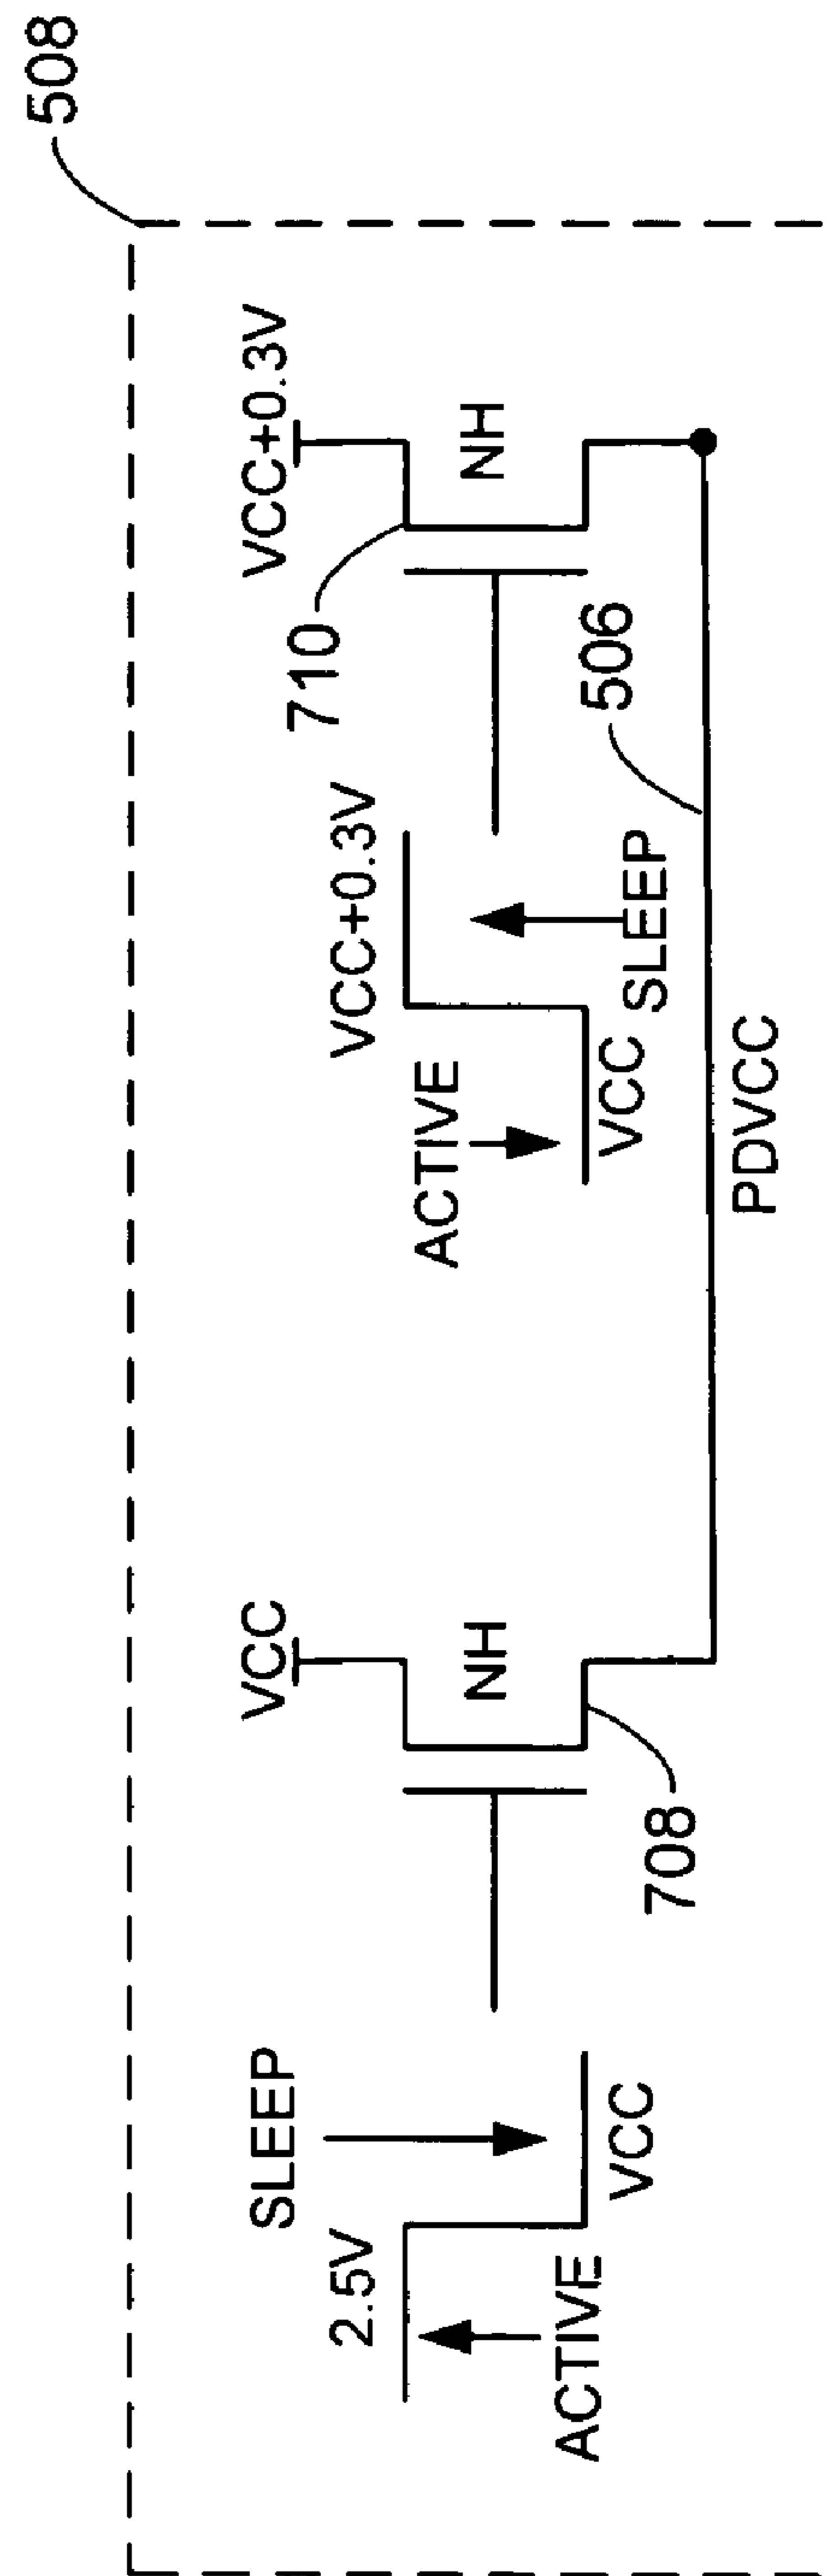 508
SLEEP
VCC
VCC+0.3V
710
2.5V
VCC+0.3V
ACTIVE
NH
NH
ACTIVE
506
VCC
VCC
SLEEP
708
PDVCC